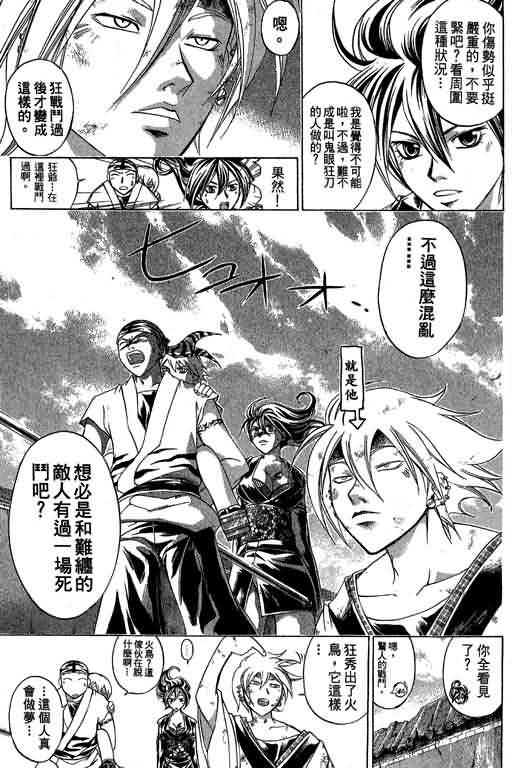 你傷勢似乎挺
嚴重的，不要
緊吧？看周圍
這種狀況…
我是覺得不可能
啦，不過，難不
成是叫鬼眼狂刀
的人做的？
嗯。
狂戰鬥過
後才變成
這樣的。
果然！
狂爺…在
這裡戰鬥
過啊。
ヒュオオ
不過這麼混亂
……
就是他
想必是和難纏的
敵人有過一場死
鬥吧？
你全看見
了？
嗯，
驚人的戰鬥。
狂秀出了火
鳥，它這樣
火鳥？這
傢伙在說
什麼啊…
…這個人真
會做夢…